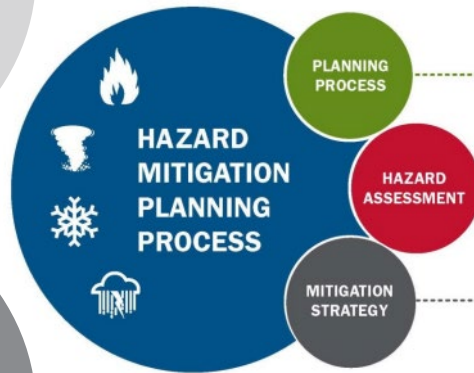 HAZARD
MITIGATION
PLANNING
PROCESS
PLANNING
PROCESS
HAZARD
ASSESSMENT
MITIGATION
STRATEGY